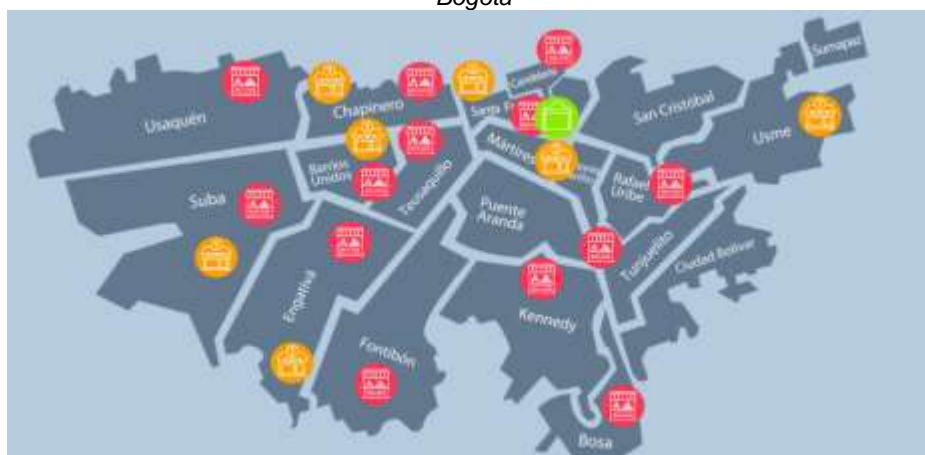 Bogotá
Sumapaz
Candelaria
Usaquén
Chapinero
Santa Fe
San Cristóbal
Usme
Mártires
Barrios
Unidos
Teusaquillo
Rafael
Uribe
Suba
Puente
Aranda
Tunjuelito
Ciudad Bolívar
Engativá
Kennedy
Fontibón
Bosa